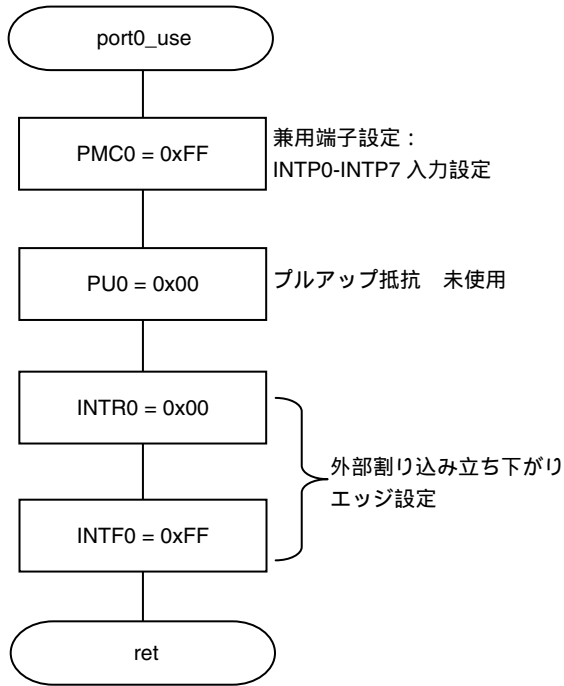 port0_use
PMC0 = 0xFF
兼用端子設定：
INTP0-INTP7 入力設定
PU0 = 0x00
プルアップ抵抗　未使用
INTR0 = 0x00
外部割り込み立ち下がり
エッジ設定
INTF0 = 0xFF
ret